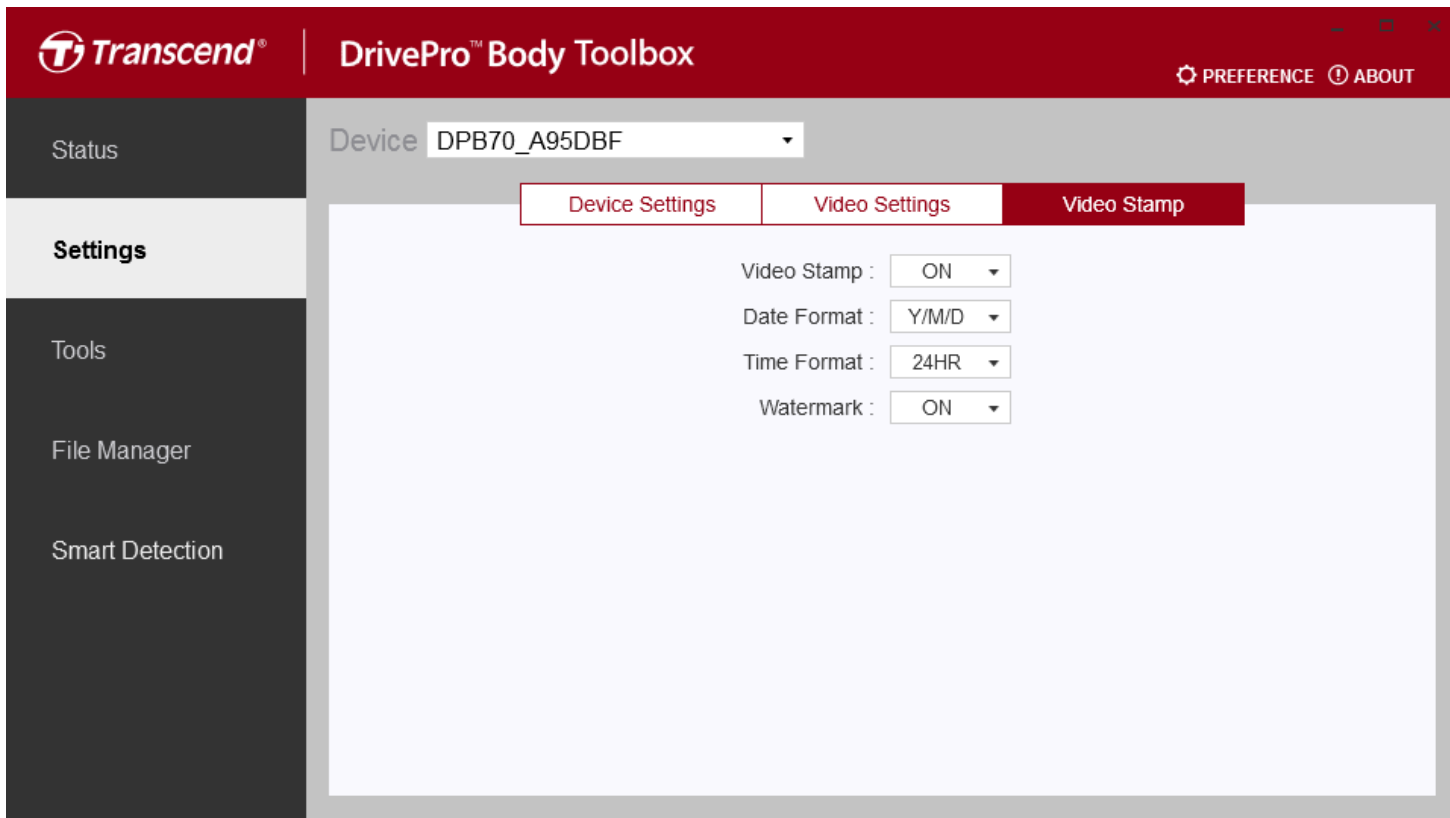 Transcend®
DrivePro™ Body Toolbox
PREFERENCE
ABOUT
Status
Settings
Tools
File Manager
Smart Detection
Device DPB70_A95DBF
Device Settings
Video Settings
Video Stamp
Video Stamp : ON
Date Format : Y/M/D
Time Format : 24HR
Watermark : ON